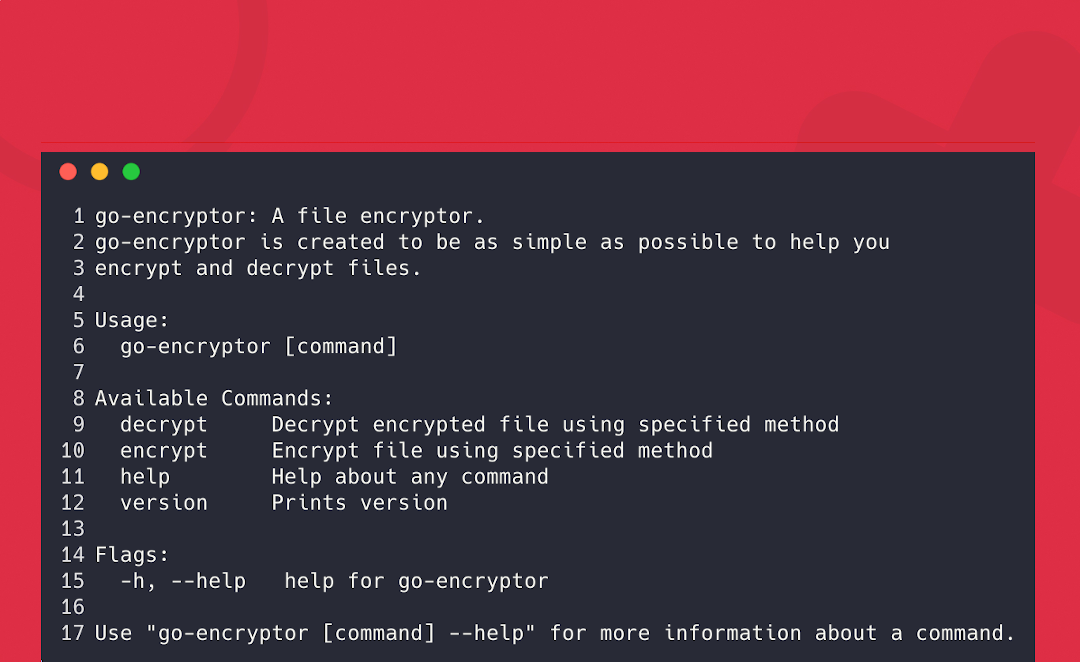 1 go-encryptor: A file encryptor.
2 go-encryptor is created to be as simple as possible to help you
3 encrypt and decrypt files.
4
5 Usage:
6   go-encryptor [command]
7
8 Available Commands:
9   decrypt     Decrypt encrypted file using specified method
10   encrypt     Encrypt file using specified method
11   help        Help about any command
12   version     Prints version
13
14 Flags:
15   -h, --help   help for go-encryptor
16
17 Use "go-encryptor [command] --help" for more information about a command.